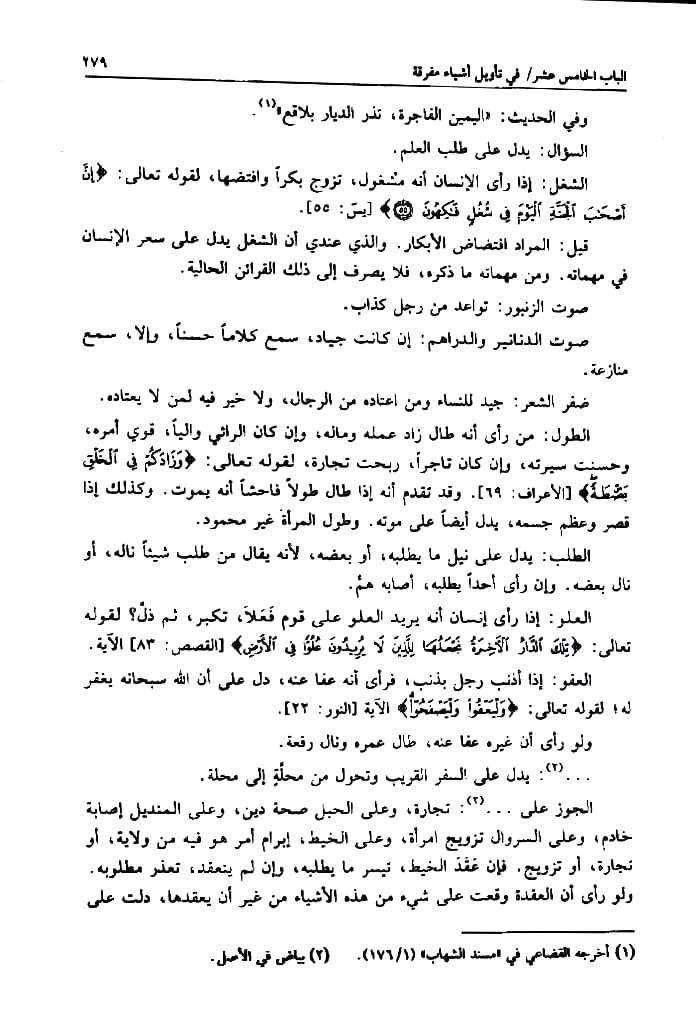 الباب الخامس عشر/ في تأويل أشياء مفرقة ٢٧٩
وفي الحديث: «اليمين الفاجرة، تذر الديار بلاقع»(١).
السؤال: يدل على طلب العلم.
الشغل: إذا رأى الإنسان أنه مشغول، تزوج بكراً وافتضها، لقوله تعالى: ﴿إِنَّ
أَصْحَبَ الْجَنَّةِ الْيَوْمَ فِي شُغُلٍ فَكِهُونَ ۝٥٥﴾ [يسَ: ٥٥].
قيل: المراد افتضاض الأبكار. والذي عندي أن الشغل يدل على سعر الإنسان
في مهماته. ومن مهماته ما ذكره، فلا يصرف إلى ذلك القرائن الحالية.
صوت الزنبور: تواعد من رجل كذاب.
صوت الدنانير والدراهم: إن كانت جياد، سمع كلاماً حسناً، وإلا، سمع
منازعة.
ضفر الشعر: جيد للنساء ومن اعتاده من الرجال، ولا خير فيه لمن لا يعتاده.
الطول: من رأى أنه طال زاد عمله وماله، وإن كان الرائي والياً، قوي أمره،
وحسنت سيرته، وإن كان تاجراً، ربحت تجارة، لقوله تعالى: ﴿وَزَادَكُمْ فِي الْخَلْقِ
بَصْطَةً﴾ [الأعراف: ٦٩]. وقد تقدم أنه إذا طال طولاً فاحشاً أنه يموت. وكذلك إذا
قصر وعظم جسمه، يدل أيضاً على موته. وطول المرأة غير محمود.
الطلب: يدل على نيل ما يطلبه، أو بعضه، لأنه يقال من طلب شيئاً ناله، أو
نال بعضه. وإن رأى أحداً يطلبه، أصابه همٌ.
العلو: إذا رأى إنسان أنه يريد العلو على قوم فَعَلاَ، تكبر، ثم ذلّ؟ لقوله
تعالى: ﴿تِلْكَ الدَّارُ الْآخِرَةُ نَجْعَلُهَا لِلَّذِينَ لَا يُرِيدُونَ عُلُوًّا فِي الْأَرْضِ﴾ [القصص: ٨٣] الآية.
العفو: إذا أذنب رجل بذنب، فرأى أنه عفا عنه، دل على أن الله سبحانه يغفر
له؛ لقوله تعالى: ﴿وَلْيَعْفُوا وَلْيَصْفَحُوا﴾ الآية [النور: ٢٢].
ولو رأى أن غيره عفا عنه، طال عمره ونال رفعة.
...(٢): يدل على السفر القريب وتحول من محلّةٍ إلى محلة.
الجوز على ...(٢): تجارة، وعلى الحبل صحة دين، وعلى المنديل إصابة
خادم، وعلى السروال تزويج امرأة، وعلى الخيط، إبرام أمر هو فيه من ولاية، أو
تجارة، أو تزويج. فإن عَقَدَ الخيط، تيسر ما يطلبه، وإن لم ينعقد، تعذر مطلوبه.
ولو رأى أن العقدة وقعت على شيء من هذه الأشياء من غير أن يعقدها، دلت على
(١) أخرجه القضاعي في «مسند الشهاب» (١/ ١٧٦). (٢) بياض في الأصل.